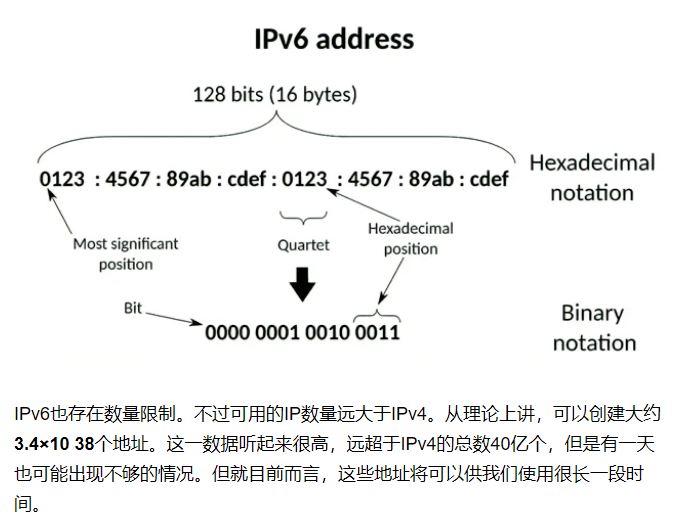 IPv6 address
128 bits (16 bytes)
0123 : 4567 : 89ab : cdef : 0123 : 4567 : 89ab : cdef
Hexadecimal
notation
Most significant
position
Quartet
Hexadecimal
position
Bit
0000 0001 0010 0011
Binary
notation
IPv6也存在数量限制。不过可用的IP数量远大于IPv4。从理论上讲，可以创建大约
3.4×10 38个地址。这一数据听起来很高，远超于IPv4的总数40亿个，但是有一天
也可能出现不够的情况。但就目前而言，这些地址将可以供我们使用很长一段时
间。